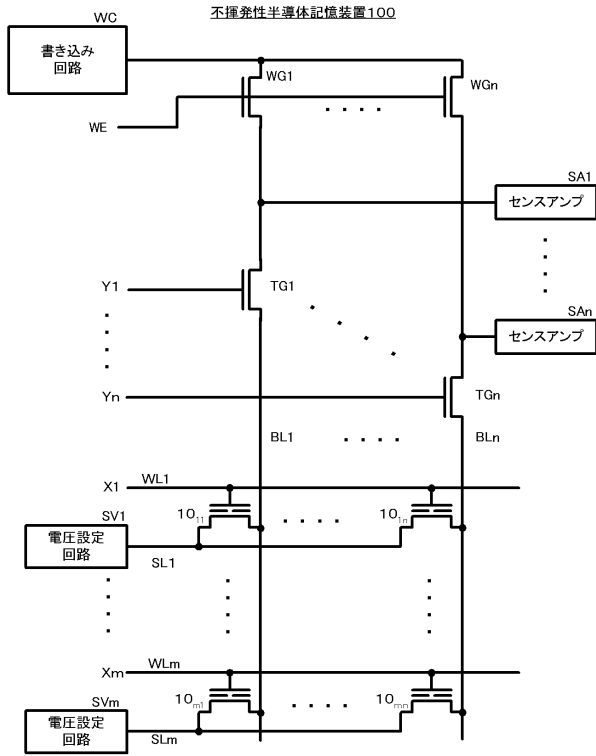 不揮発性半導体記憶装置100
WC
書き込み
回路
WG1
WGn
WE
SA1
センスアンプ
Y1
TG1
SAn
センスアンプ
Yn
TGn
BL1
BLn
X1
WL1
10₁₁
10₁ₙ
SV1
電圧設定
回路
SL1
Xm
WLm
10ₘ₁
10ₘₙ
SVm
電圧設定
回路
SLm